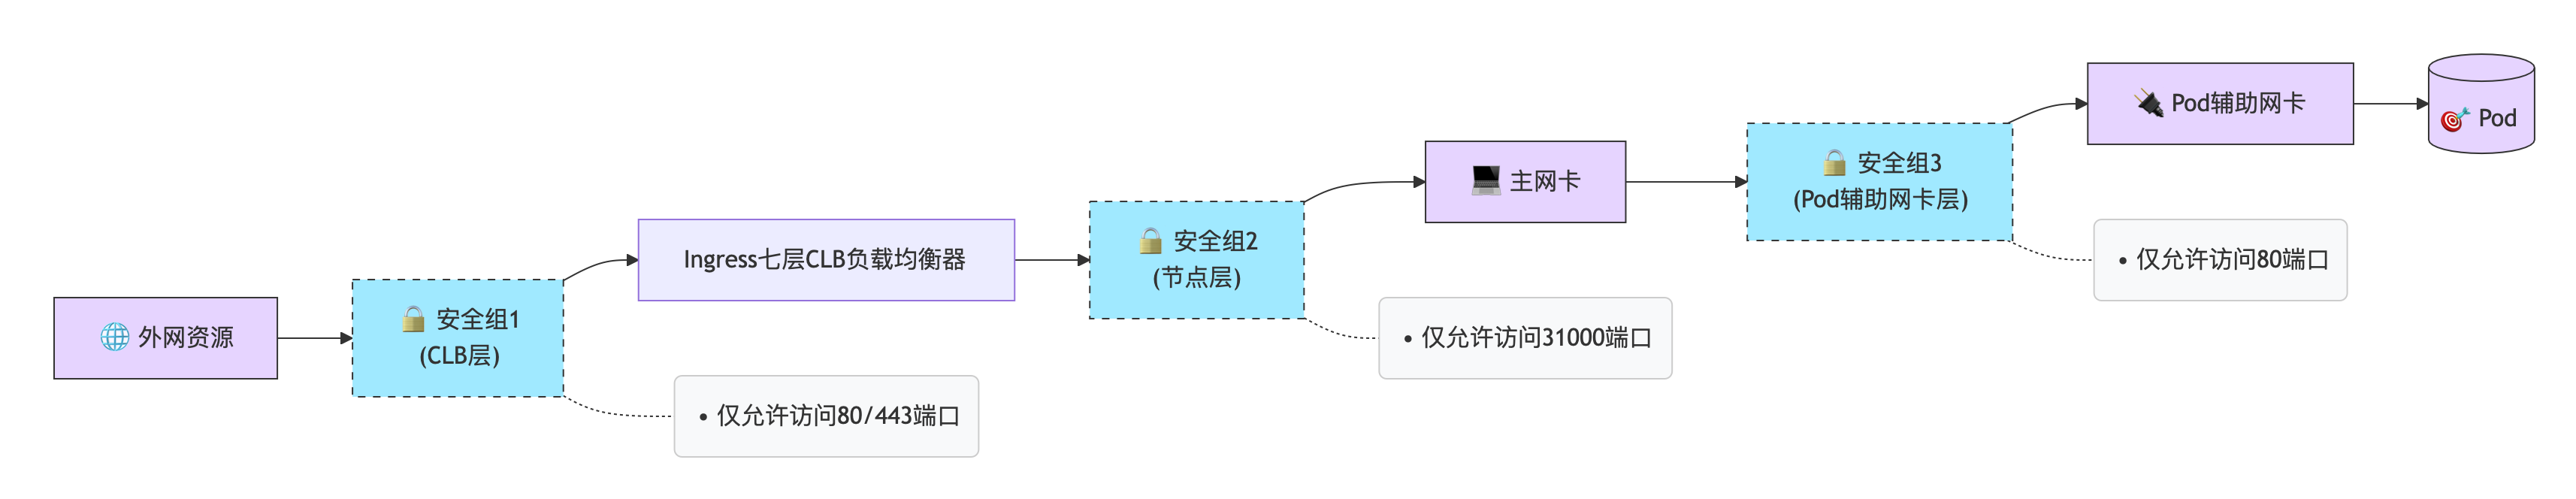 外网资源
安全组1
(CLB层)
• 仅允许访问80/443端口
Ingress七层CLB负载均衡器
安全组2
(节点层)
• 仅允许访问31000端口
主网卡
安全组3
(Pod辅助网卡层)
• 仅允许访问80端口
Pod辅助网卡
Pod